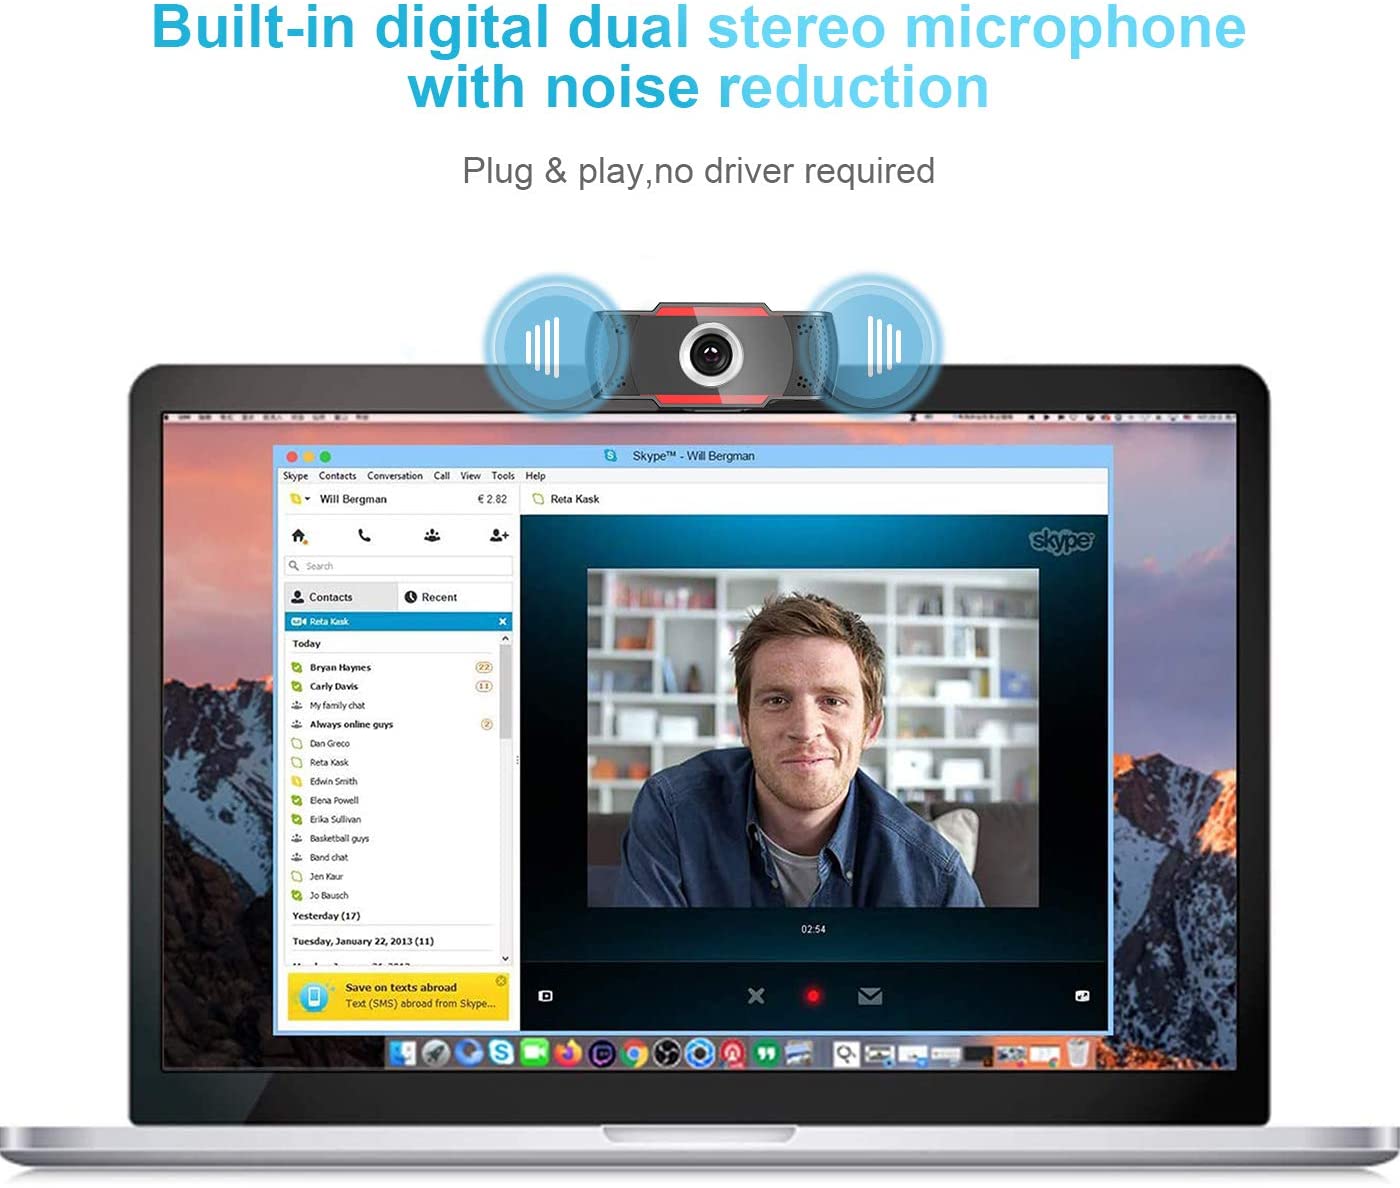 Built-in digital dual stereo microphone
with noise reduction
Plug & play,no driver required
Skype™ - Will Bergman
Skype Contacts Conversation Call View Tools Help
Will Bergman € 2.82
Reta Kask
Search
Contacts Recent
Reta Kask
Today
Bryan Haynes 22
Carly Davis 11
My family chat
Always online guys 2
Dan Greco
Reta Kask
Edwin Smith
Elena Powell
Erika Sullivan
Basketball guys
Band chat
Jen Kaur
Jo Bausch
Yesterday (17)
Tuesday, January 22, 2013 (11)
Save on texts abroad
Text (SMS) abroad from Skype...
skype
02:54